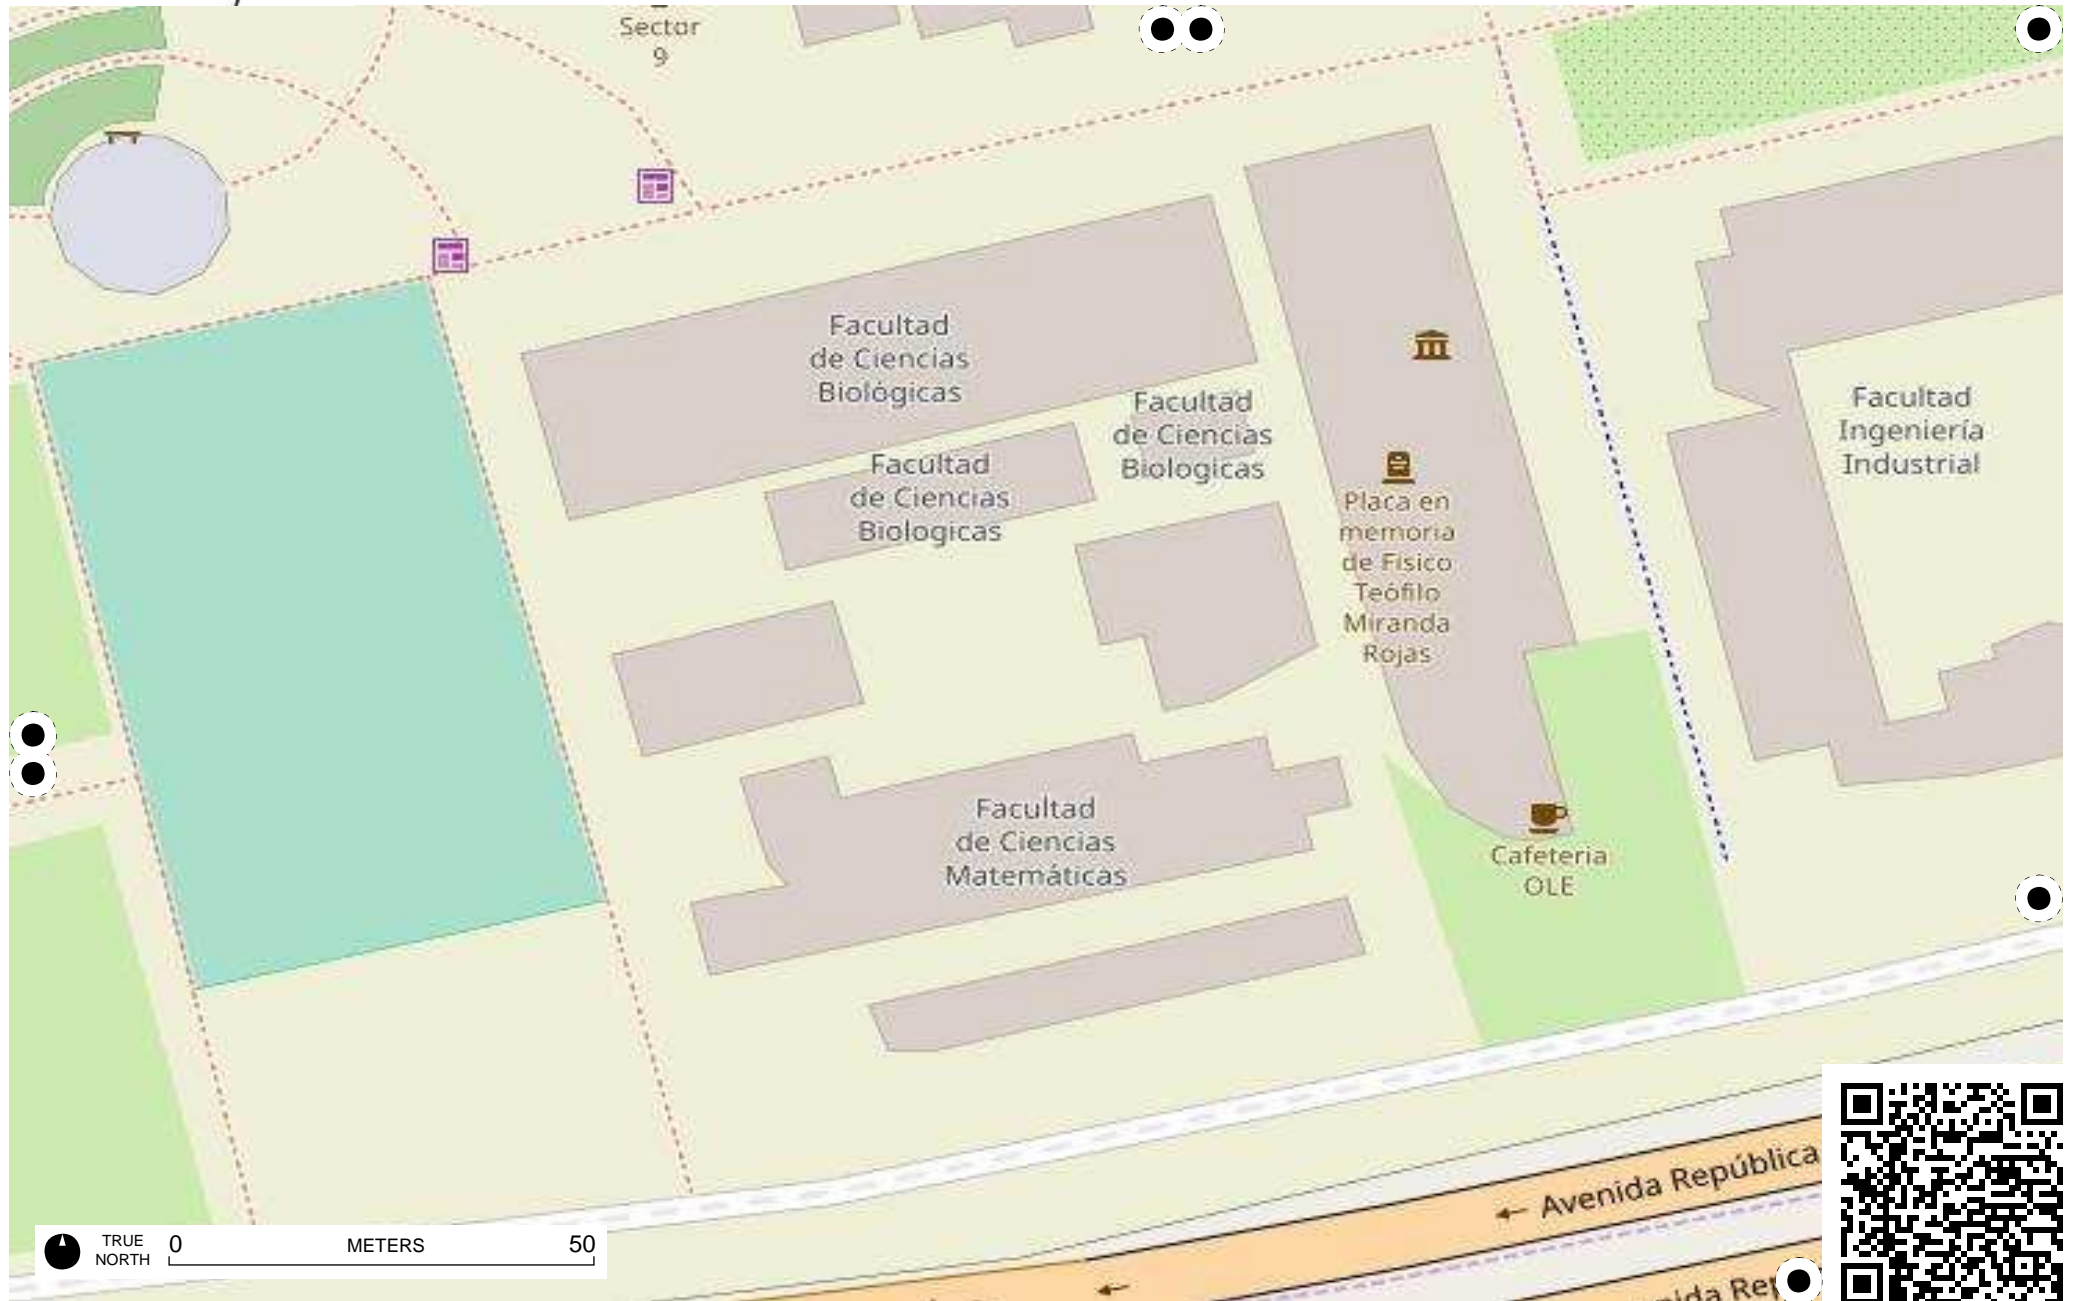 Sector
9
Facultad
de Ciencias
Biológicas
Facultad
de Ciencias
Biologicas
Facultad
de Ciencias
Biologicas
Facultad
Ingeniería
Industrial
Placa en
memoria
de Fisico
Teófilo
Miranda
Rojas
Facultad
de Ciencias
Matemáticas
Cafeteria
OLE
← Avenida República
←
TRUE
NORTH
0 METERS 50